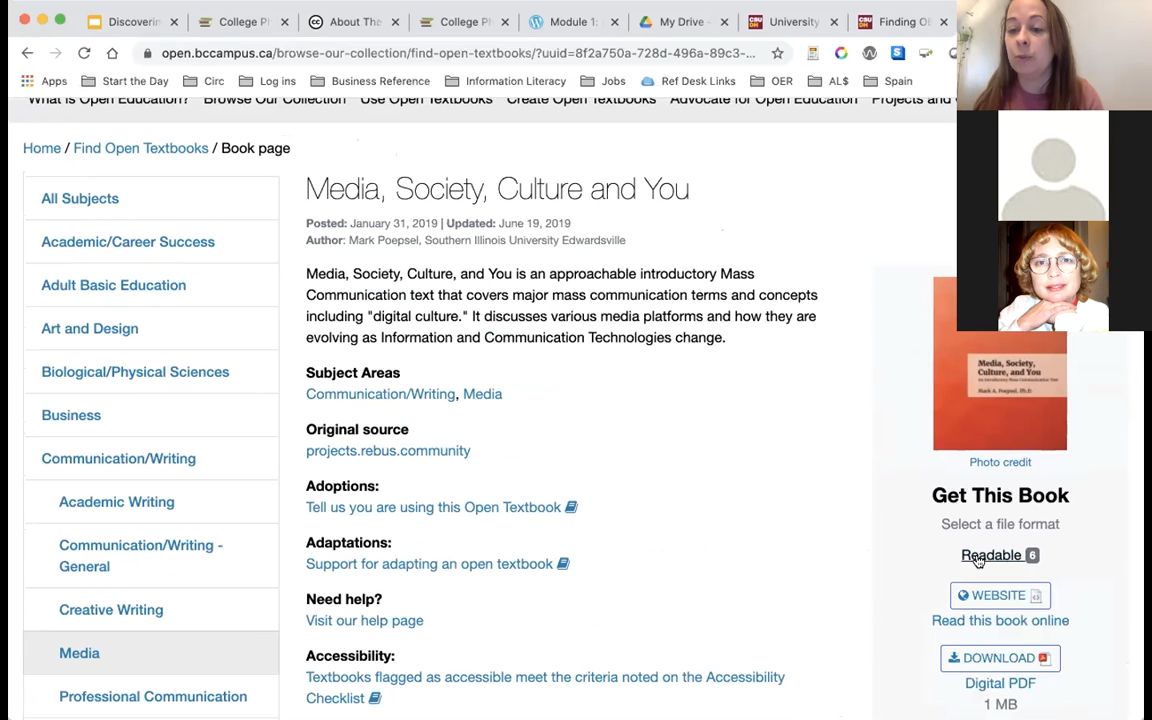 Discoverin
College Ph
About The
College Ph
Module 1:
My Drive -
University
Finding OE
open.bccampus.ca/browse-our-collection/find-open-textbooks/?uuid=8f2a750a-728d-496a-89c3-...
Apps Start the Day Circ Log ins Business Reference Information Literacy Jobs Ref Desk Links OER AL$ Spain
What is Open Education? Browse Our Collection Use Open Textbooks Create Open Textbooks Advocate for Open Education Projects and
Home / Find Open Textbooks / Book page
All Subjects
Academic/Career Success
Adult Basic Education
Art and Design
Biological/Physical Sciences
Business
Communication/Writing
Academic Writing
Communication/Writing -
General
Creative Writing
Media
Professional Communication
Media, Society, Culture and You
Posted: January 31, 2019 | Updated: June 19, 2019
Author: Mark Poepsel, Southern Illinois University Edwardsville
Media, Society, Culture, and You is an approachable introductory Mass
Communication text that covers major mass communication terms and concepts
including "digital culture." It discusses various media platforms and how they are
evolving as Information and Communication Technologies change.
Subject Areas
Communication/Writing, Media
Original source
projects.rebus.community
Adoptions:
Tell us you are using this Open Textbook
Adaptations:
Support for adapting an open textbook
Need help?
Visit our help page
Accessibility:
Textbooks flagged as accessible meet the criteria noted on the Accessibility
Checklist
Media, Society,
Culture, and You
An Introductory Mass Communication Text
Mark A. Poepsel, Ph.D.
Photo credit
Get This Book
Select a file format
Readable 6
WEBSITE
Read this book online
DOWNLOAD
Digital PDF
1 MB